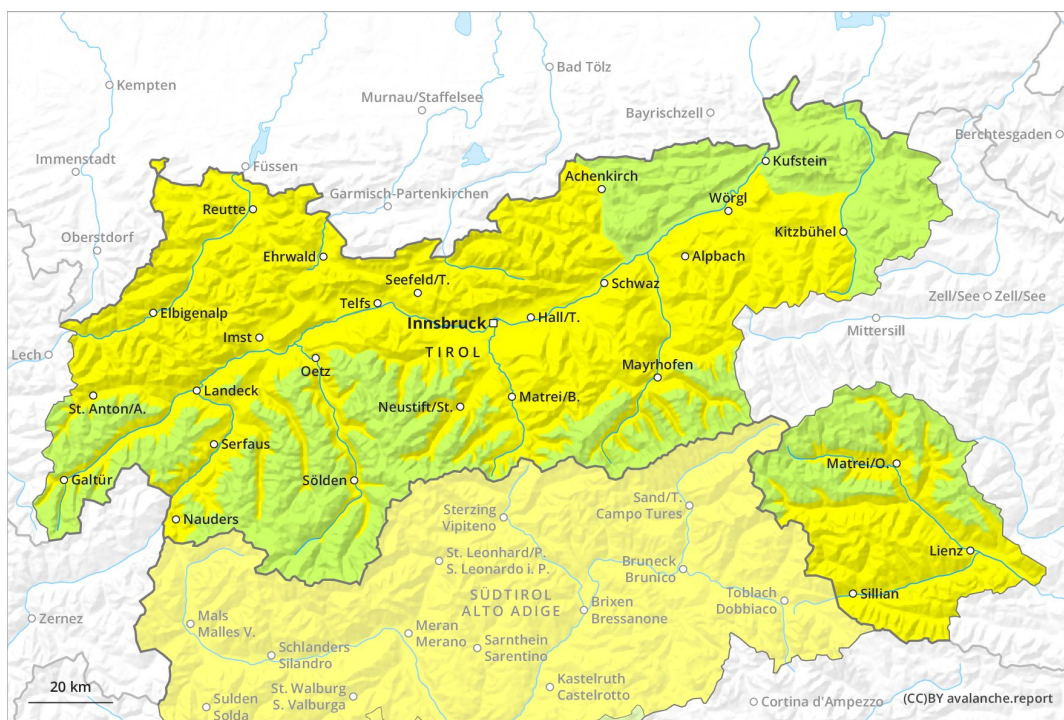 Kempten
Bad Tölz
Murnau/Staffelsee
Bayrischzell
Berchtesgaden
Immenstadt
Füssen
Kufstein
Achenkirch
Garmisch-Partenkirchen
Wörgl
Reutte
Oberstdorf
Kitzbühel
Ehrwald
Alpbach
Seefeld/T.
Schwaz
Zell/See
Zell/See
Telfs
Elbigenalp
Hall/T.
Innsbruck
Mittersill
Imst
Lech
TIROL
Mayrhofen
Oetz
Landeck
Matrei/B.
St. Anton/A.
Neustift/St.
Serfaus
Matrei/O.
Galtür
Sölden
Sand/T.
Campo Tures
Sterzing
Vipiteno
Nauders
St. Leonhard/P.
S. Leonardo i. P.
Lienz
Bruneck
Brunico
SÜDTIROL
ALTO ADIGE
Toblach
Dobbiaco
Sillian
Brixen
Bressanone
Zernez
Mals
Malles V.
Meran
Merano
Sarnthein
Sarentino
Schlanders
Silandro
20 km
St. Walburg
S. Valburga
Kastelruth
Castelrotto
Sulden
Solda
Cortina d'Ampezzo
(CC)BY avalanche.report